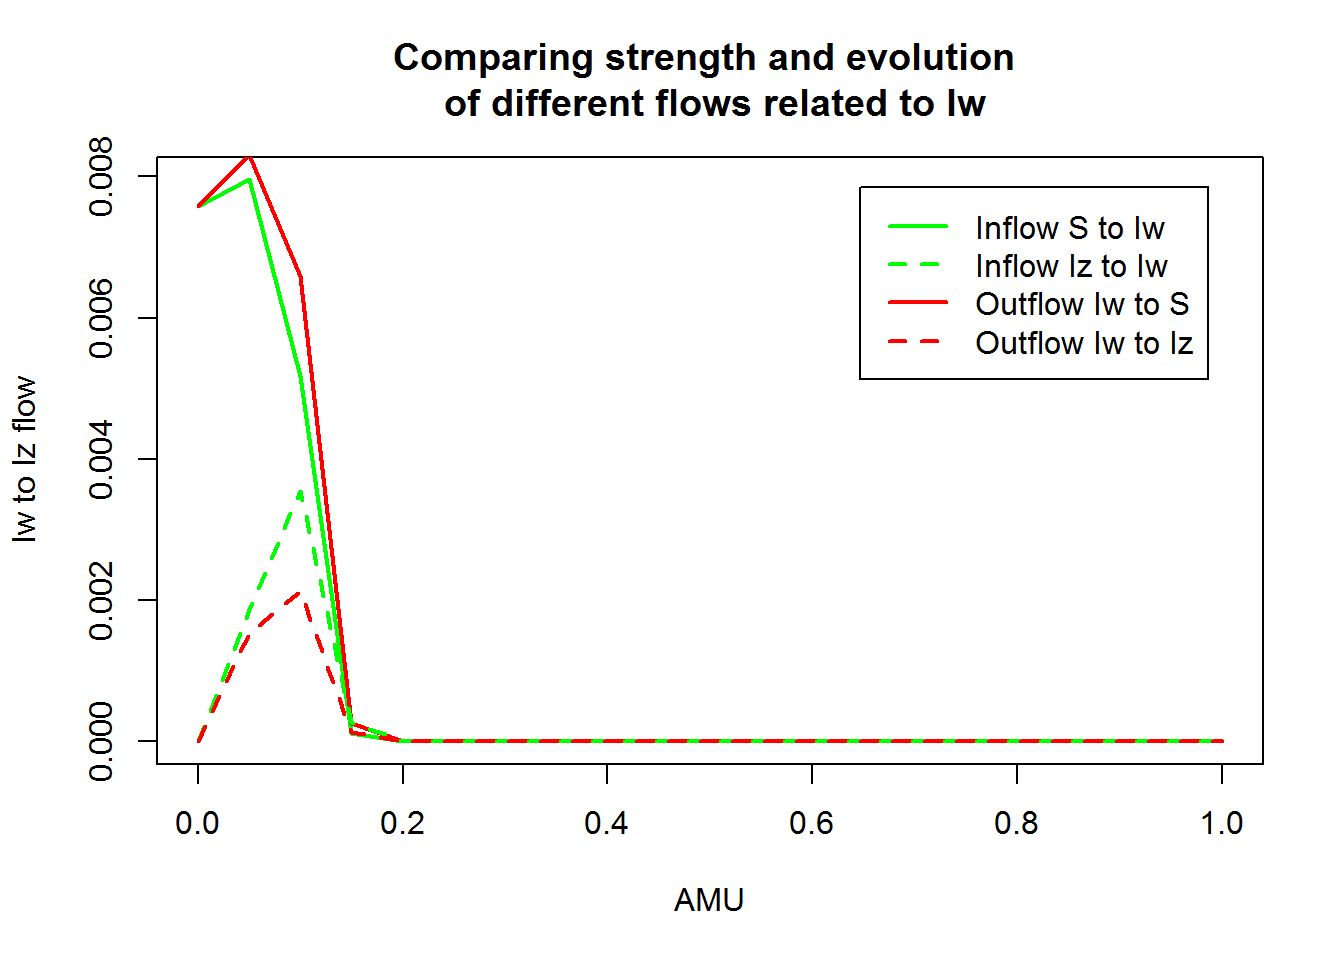 Comparing strength and evolution
of different flows related to Iw
0.008
0.006
0.004
0.002
0.000
Iw to Iz flow
Inflow S to Iw
Inflow Iz to Iw
Outflow Iw to S
Outflow Iw to Iz
0.0 0.2 0.4 0.6 0.8 1.0
AMU